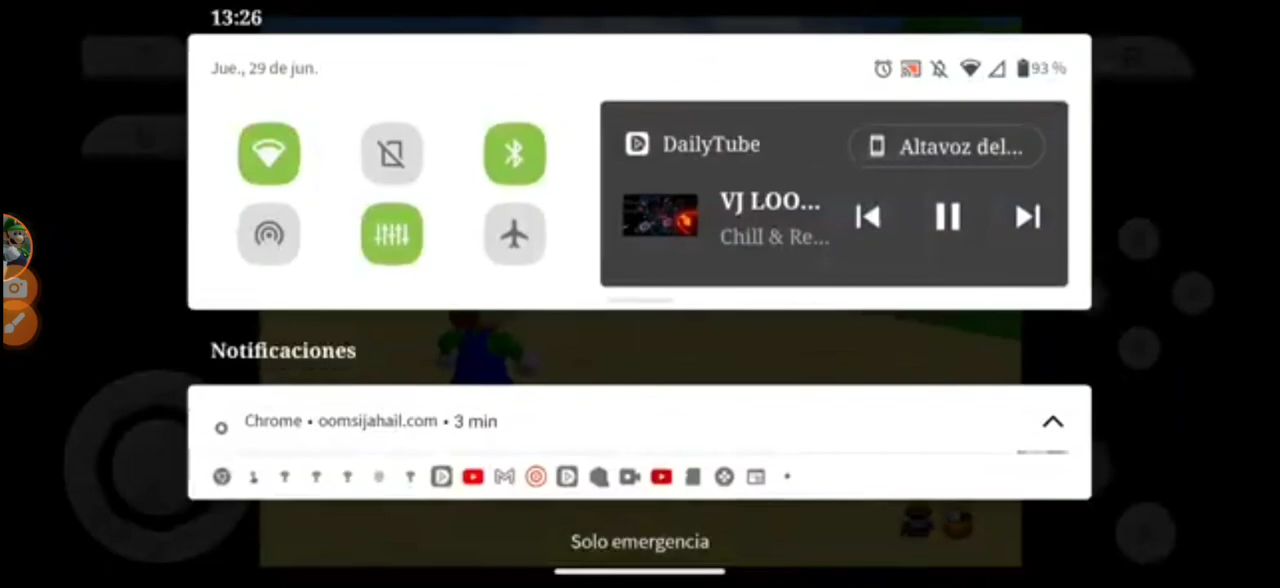 13:26
Jue., 29 de jun.
93 %
DailyTube
Altavoz del...
VJ LOO...
Chill & Re...
Notificaciones
Chrome • oomsijahail.com • 3 min
Solo emergencia